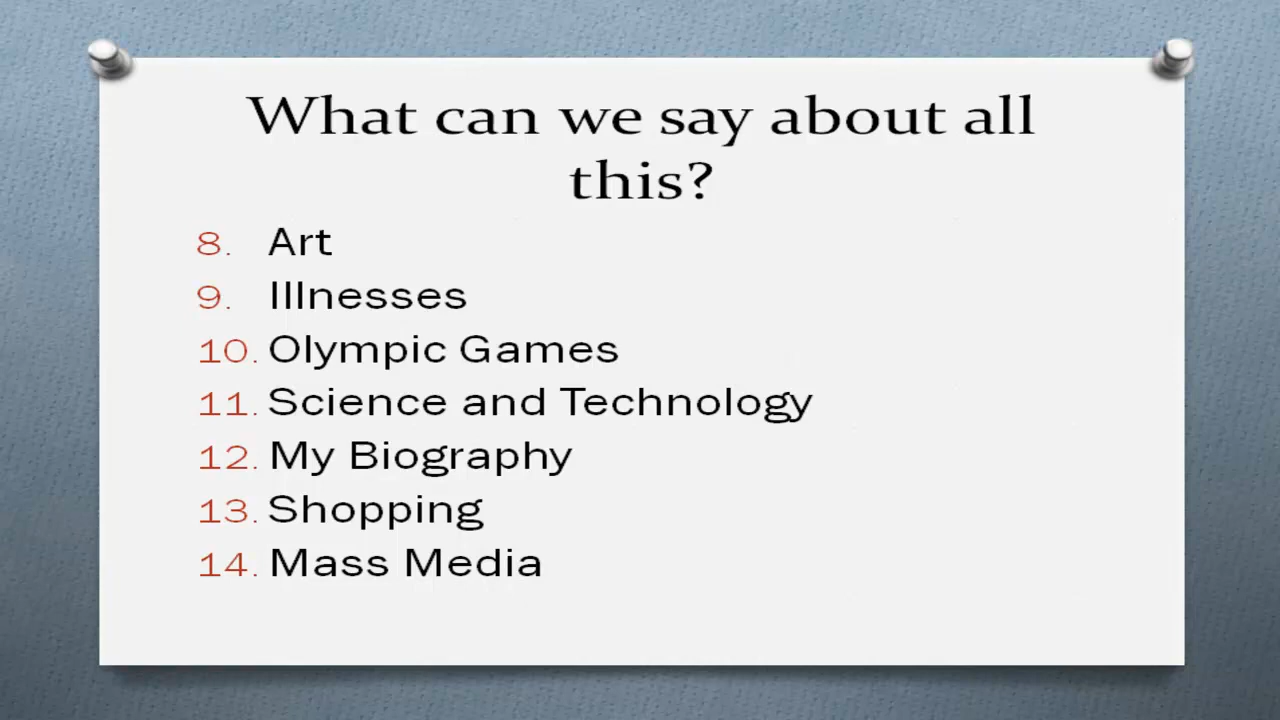 What can we say about all
this?
8. Art
9. Illnesses
10. Olympic Games
11. Science and Technology
12. My Biography
13. Shopping
14. Mass Media